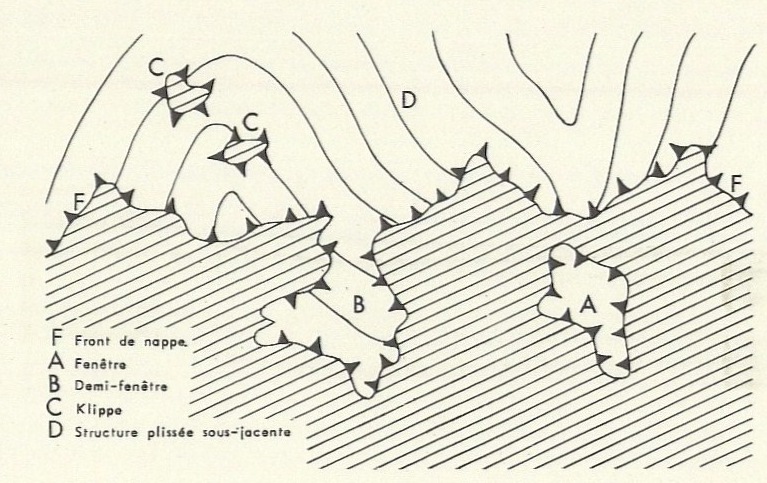 C
C
D
F
F
B
A
F Front de nappe.
A Fenêtre
B Demi-fenêtre
C Klippe
D Structure plissée sous-jacente